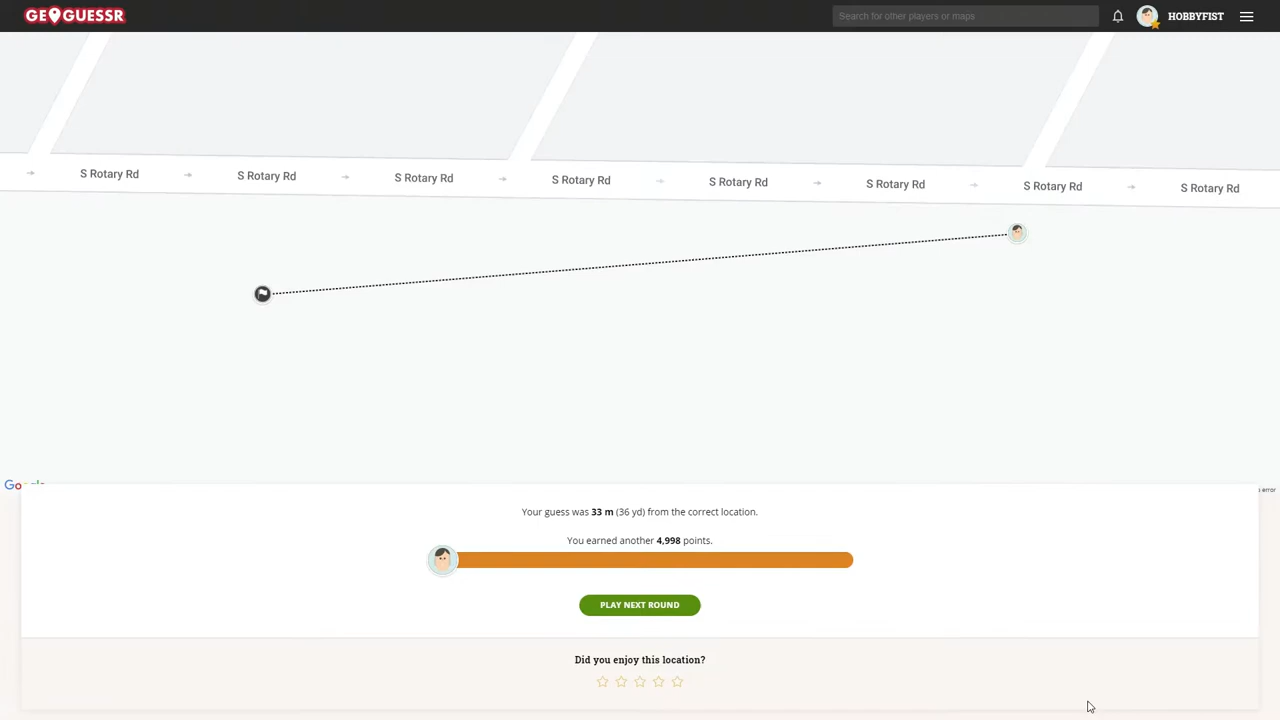 GEOGUESSR
Search for other players or maps
HOBBYFIST
S Rotary Rd S Rotary Rd S Rotary Rd S Rotary Rd S Rotary Rd S Rotary Rd S Rotary Rd S Rotary Rd
Google
error
Your guess was 33 m (36 yd) from the correct location.
You earned another 4,998 points.
PLAY NEXT ROUND
Did you enjoy this location?